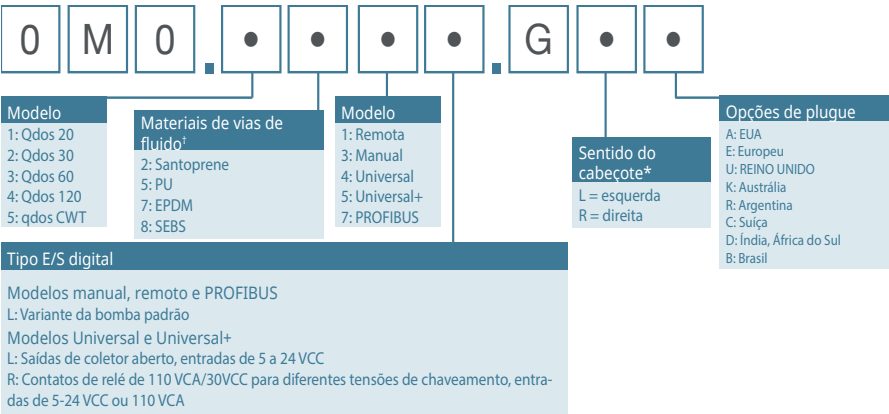 0 M 0 . • • • • . G • •
Modelo
1: Qdos 20
2: Qdos 30
3: Qdos 60
4: Qdos 120
5: qdos CWT
Materiais de vias de
fluido†
2: Santoprene
5: PU
7: EPDM
8: SEBS
Modelo
1: Remota
3: Manual
4: Universal
5: Universal+
7: PROFIBUS
Sentido do
cabeçote*
L = esquerda
R = direita
Opções de plugue
A: EUA
E: Europeu
U: REINO UNIDO
K: Austrália
R: Argentina
C: Suíça
D: Índia, África do Sul
B: Brasil
Tipo E/S digital
Modelos manual, remoto e PROFIBUS
L: Variante da bomba padrão
Modelos Universal e Universal+
L: Saídas de coletor aberto, entradas de 5 a 24 VCC
R: Contatos de relé de 110 VCA/30VCC para diferentes tensões de chaveamento, entra-
das de 5-24 VCC ou 110 VCA